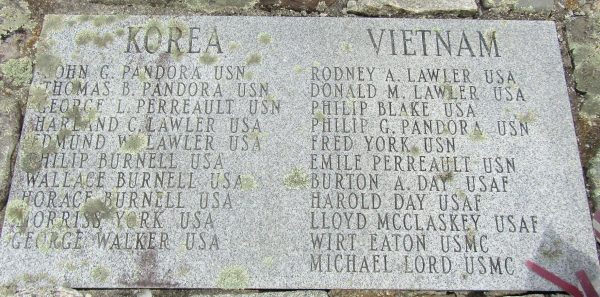 KOREA
JOHN G. PANDORA USN
THOMAS B. PANDORA USN
GEORGE L. PERREAULT USN
HARLAND C. LAWLER USA
EDMUND W. LAWLER USA
PHILIP BURNELL USA
WALLACE BURNELL USA
HORACE BURNELL USA
MORRISS YORK USA
GEORGE WALKER USA
VIETNAM
RODNEY A. LAWLER USA
DONALD M. LAWLER USA
PHILIP BLAKE USA
PHILIP G. PANDORA USN
FRED YORK USN
EMILE PERREAULT USN
BURTON A. DAY USAF
HAROLD DAY USAF
LLOYD MCCLASKEY USAF
WIRT EATON USMC
MICHAEL LORD USMC